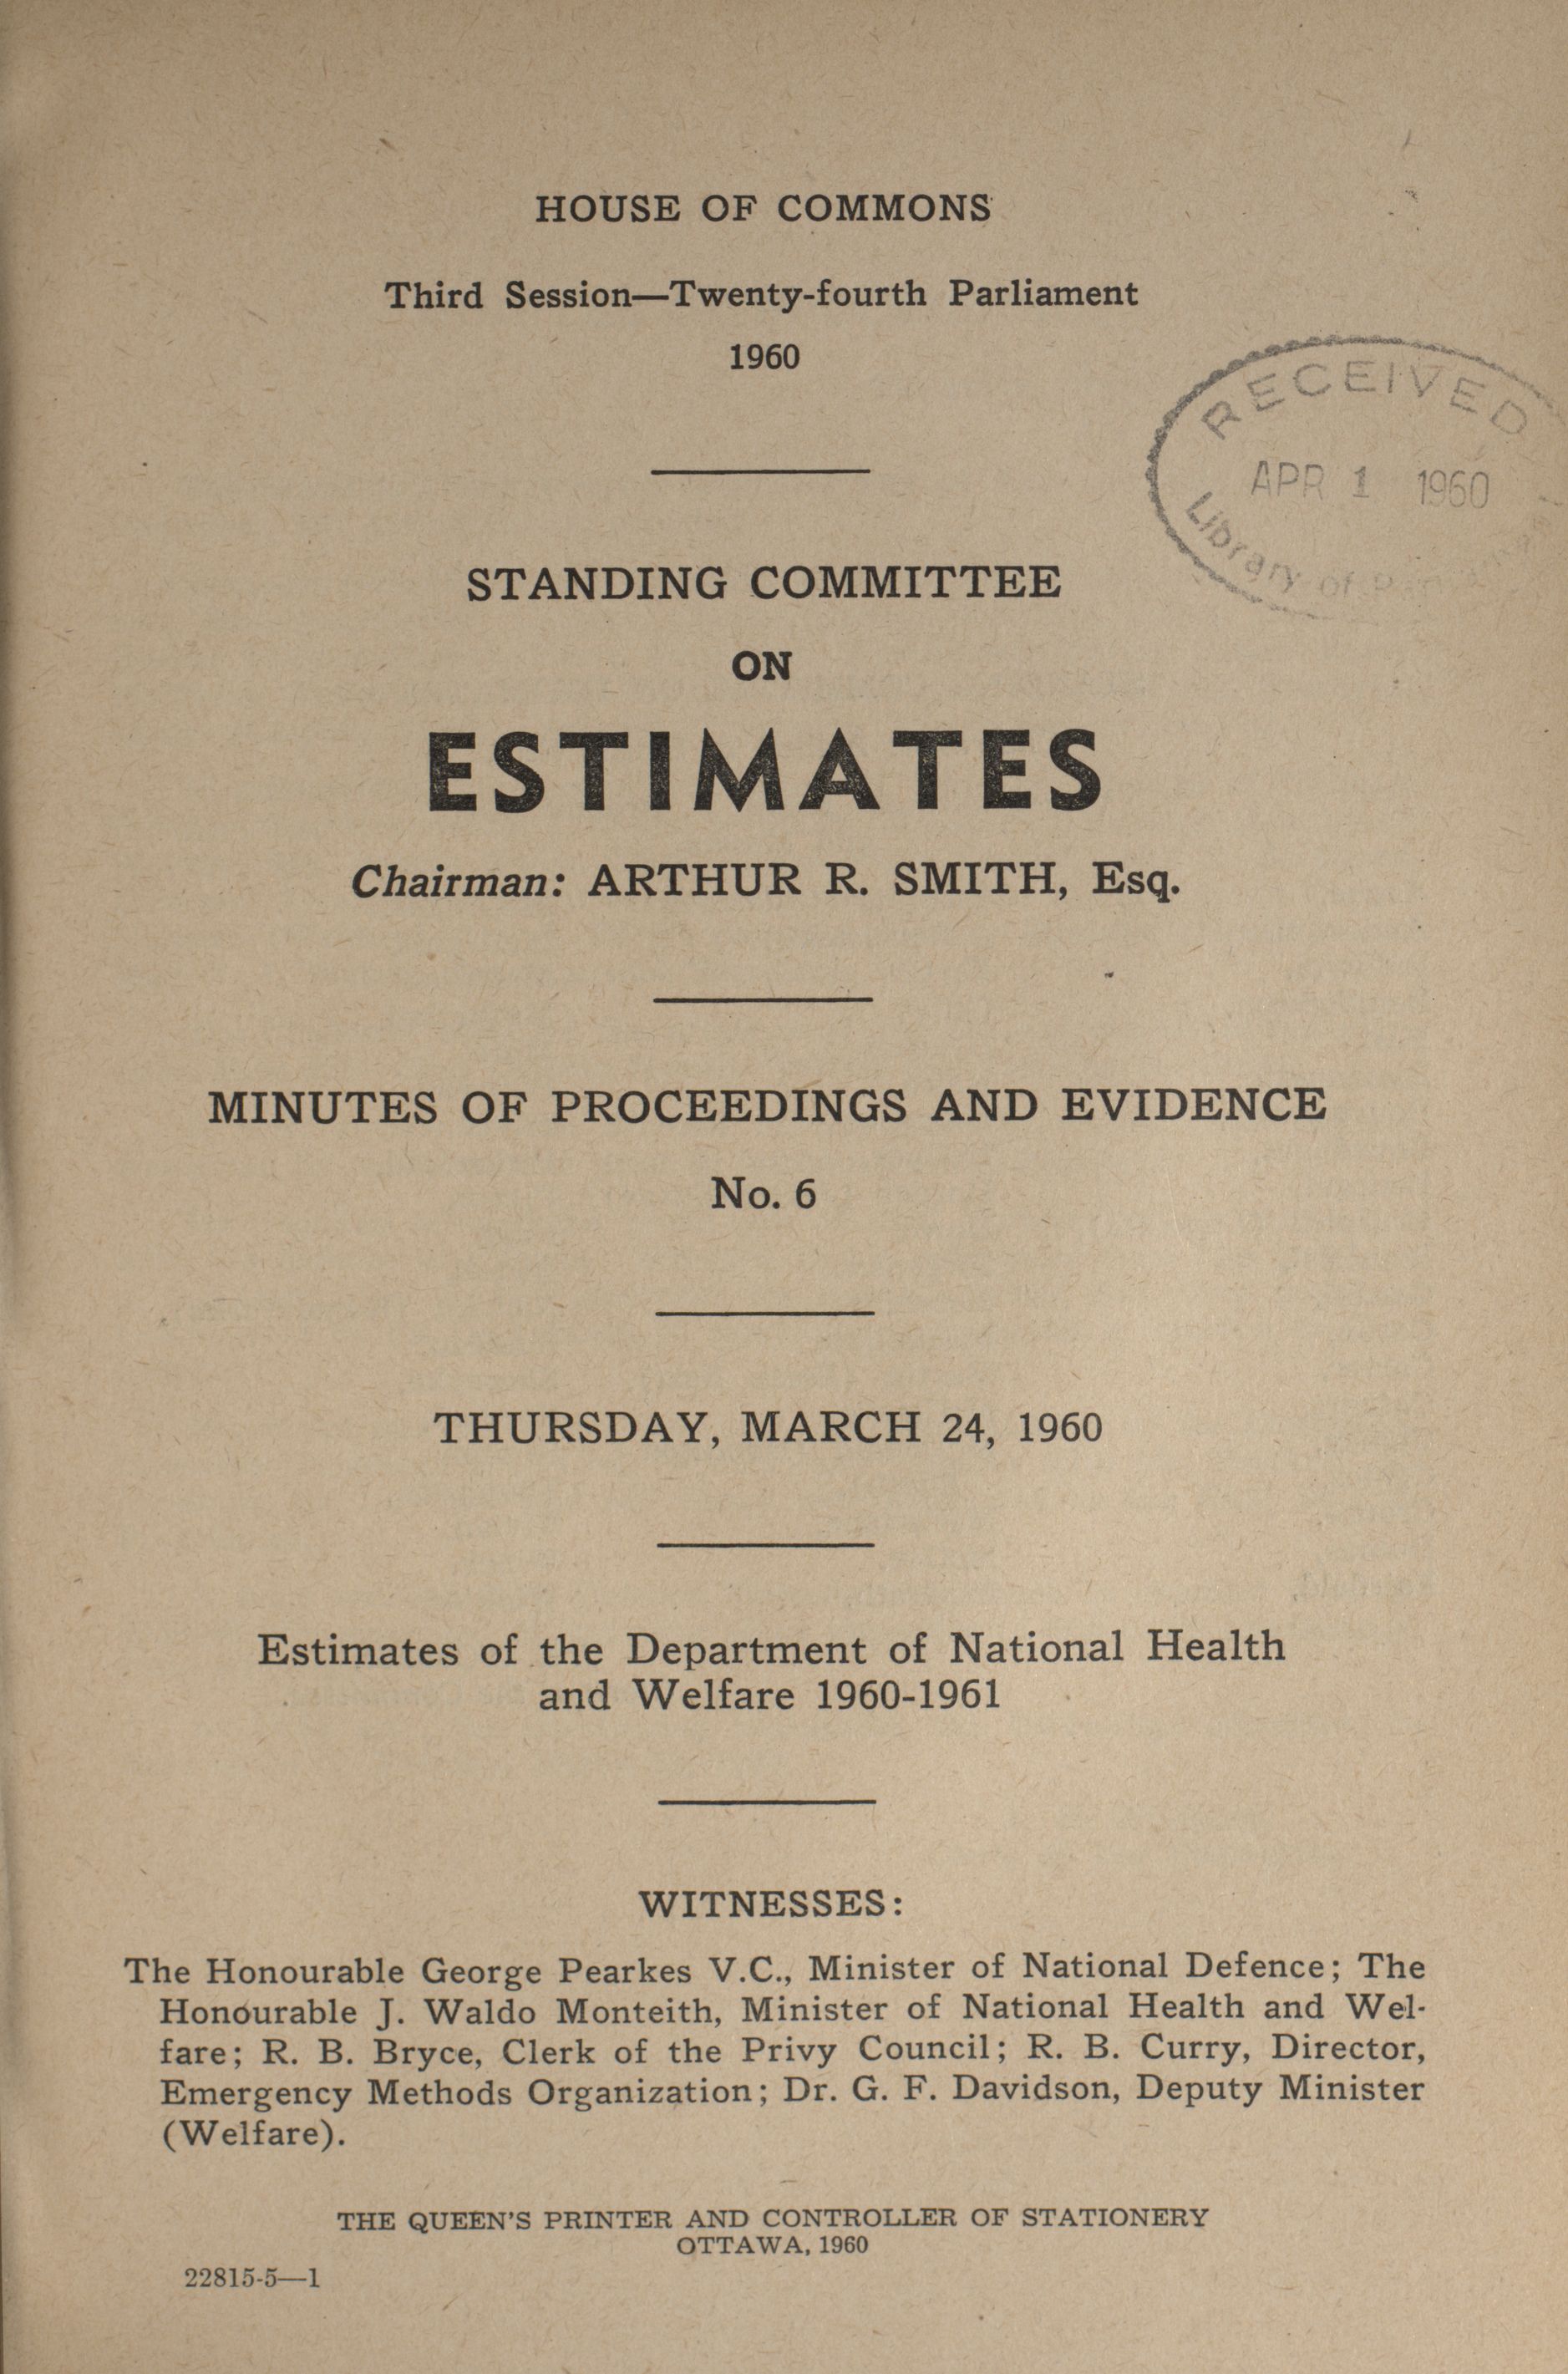 HOUSE OF COMMONS
Third Session—Twenty-fourth Parliament
1960
RECEIVED
APR 1 1960
Library of
STANDING COMMITTEE
ON
ESTIMATES
Chairman: ARTHUR R. SMITH, Esq.
MINUTES OF PROCEEDINGS AND EVIDENCE
No. 6
THURSDAY, MARCH 24, 1960
Estimates of the Department of National Health
and Welfare 1960-1961
WITNESSES:
The Honourable George Pearkes V.C., Minister of National Defence; The
Honourable J. Waldo Monteith, Minister of National Health and Wel-
fare; R. B. Bryce, Clerk of the Privy Council; R. B. Curry, Director,
Emergency Methods Organization; Dr. G. F. Davidson, Deputy Minister
(Welfare).
THE QUEEN'S PRINTER AND CONTROLLER OF STATIONERY
OTTAWA, 1960
22815-5—1